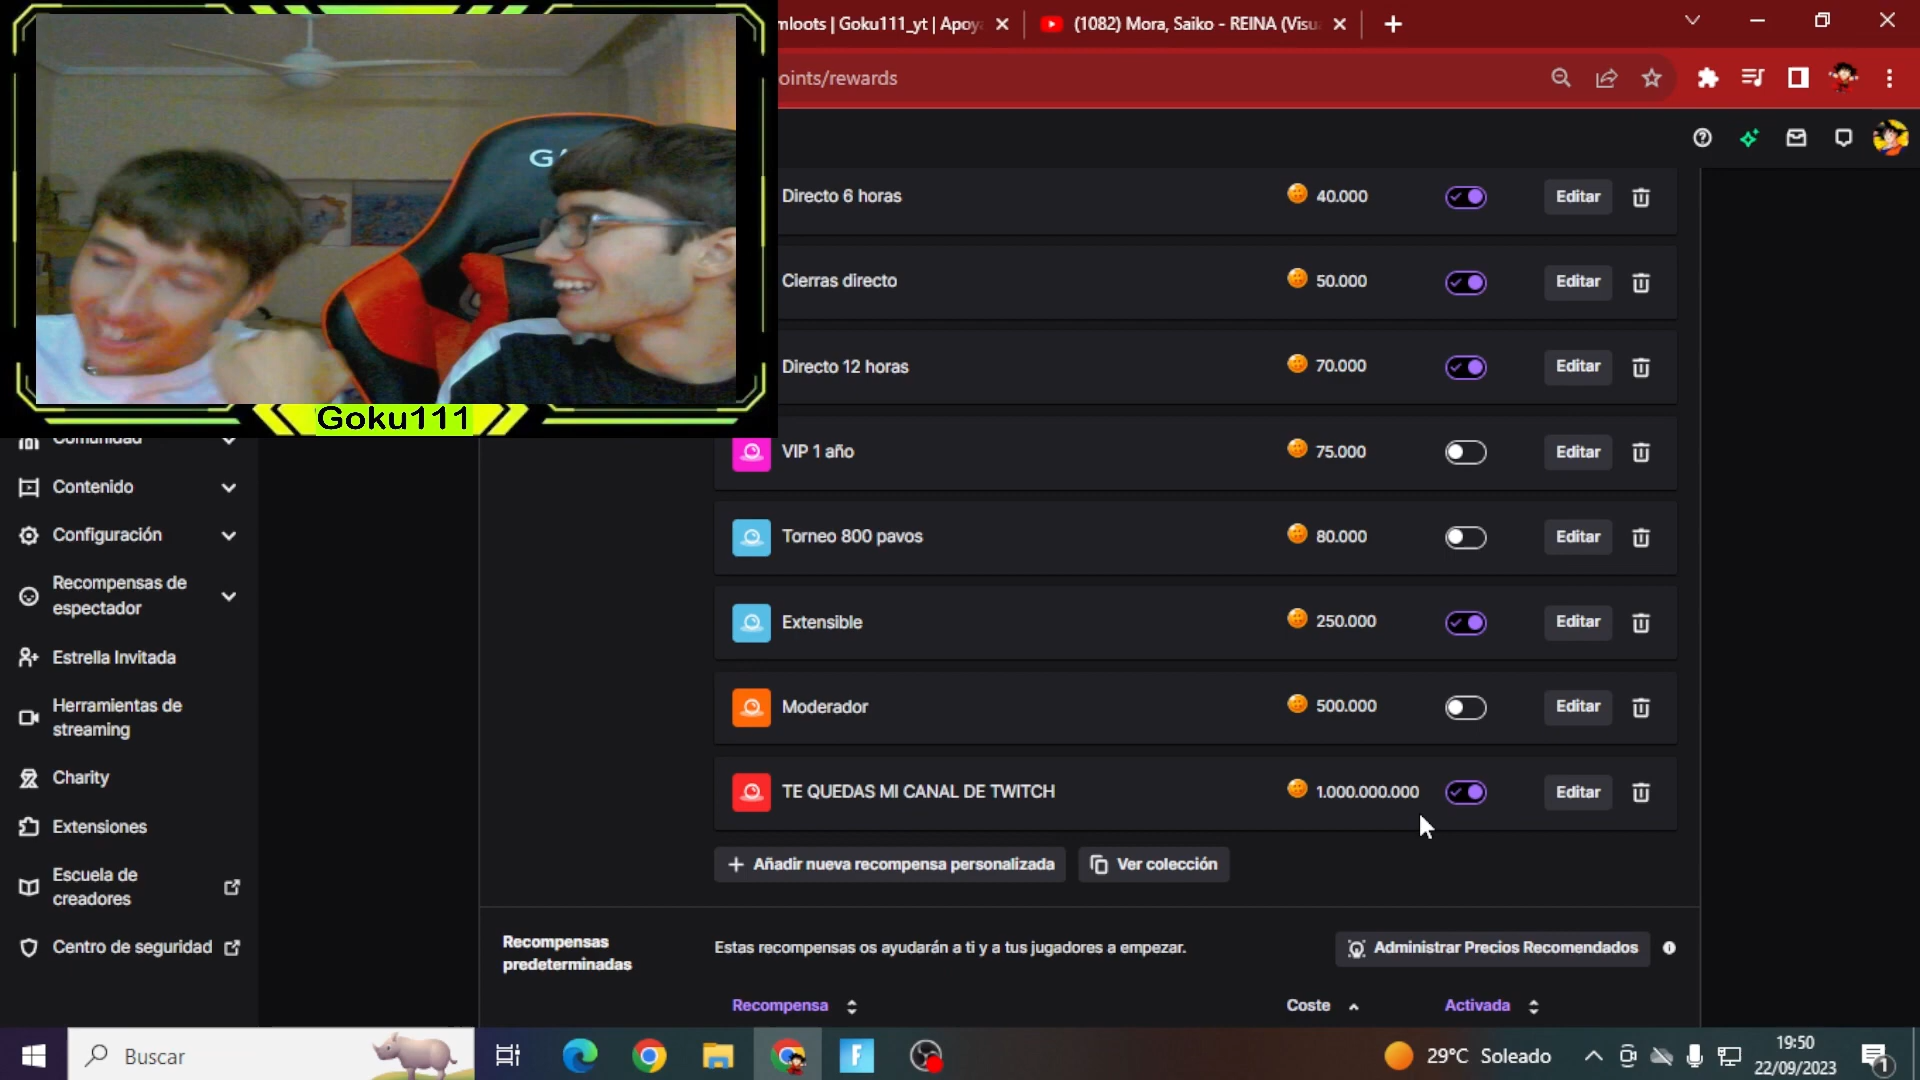 mloots | Goku111_yt | Apoy
(1082) Mora, Saiko - REINA (Visu
oints/rewards
GA
Goku111
Directo 6 horas 40.000 Editar
Cierras directo 50.000 Editar
Directo 12 horas 70.000 Editar
VIP 1 año 75.000 Editar
Torneo 800 pavos 80.000 Editar
Extensible 250.000 Editar
Moderador 500.000 Editar
TE QUEDAS MI CANAL DE TWITCH 1.000.000.000 Editar
Añadir nueva recompensa personalizada Ver colección
Comunidad
Contenido
Configuración
Recompensas de
espectador
Estrella Invitada
Herramientas de
streaming
Charity
Extensiones
Escuela de
creadores
Centro de seguridad
Recompensas
predeterminadas
Estas recompensas os ayudarán a ti y a tus jugadores a empezar.
Administrar Precios Recomendados
Recompensa Coste Activada
Buscar
29°C Soleado
19:50
22/09/2023
1